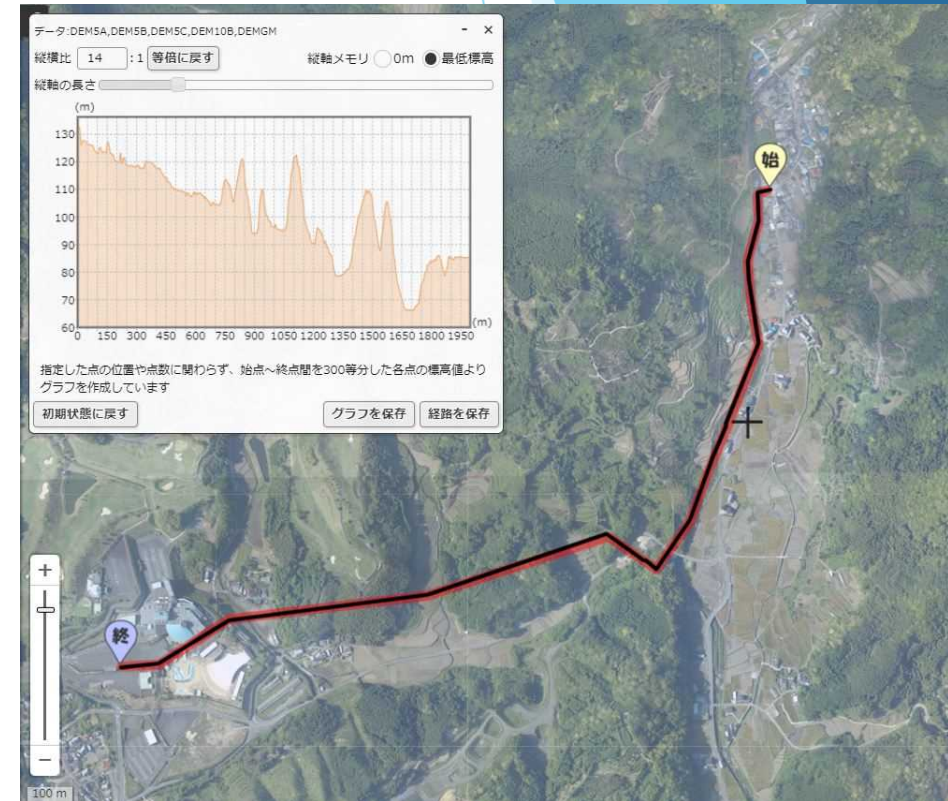 データ:DEM5A,DEM5B,DEM5C,DEM10B,DEMGM - ×
縦横比 14 :1 等倍に戻す 縦軸メモリ 0m 最低標高
縦軸の長さ
(m)
130
120
110
100
90
80
70
60
(m)
0 150 300 450 600 750 900 1050 1200 1350 1500 1650 1800 1950
指定した点の位置や点数に関わらず、始点～終点間を300等分した各点の標高値より
グラフを作成しています
初期状態に戻す グラフを保存 経路を保存
始
終
+
−
100 m